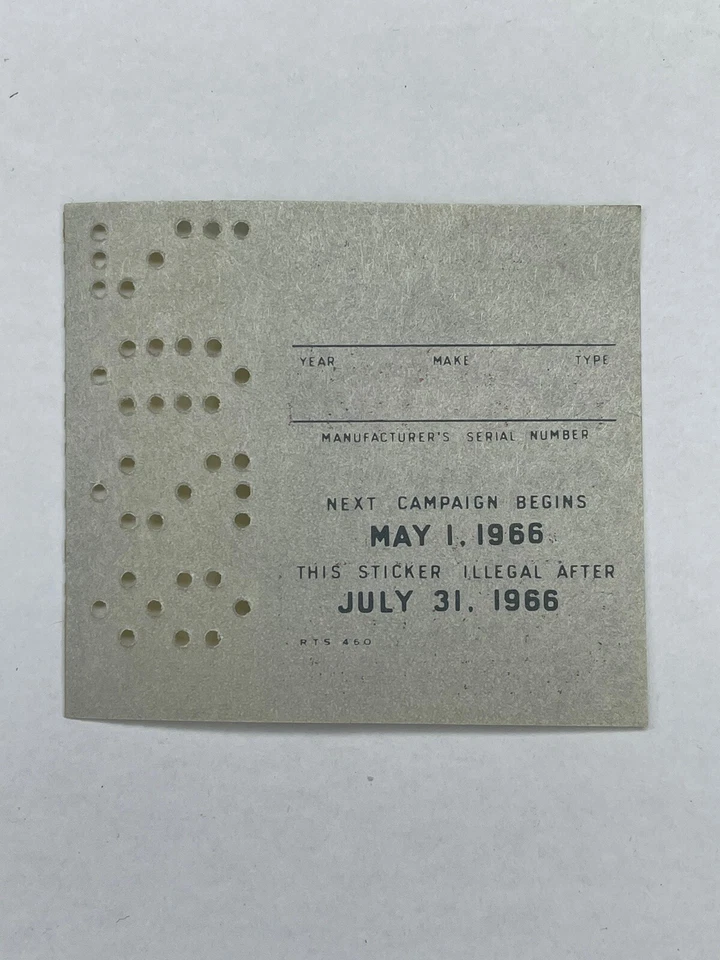 YEAR MAKE TYPE
MANUFACTURER'S SERIAL NUMBER
NEXT CAMPAIGN BEGINS
MAY 1, 1966
THIS STICKER ILLEGAL AFTER
JULY 31, 1966
RTS 460